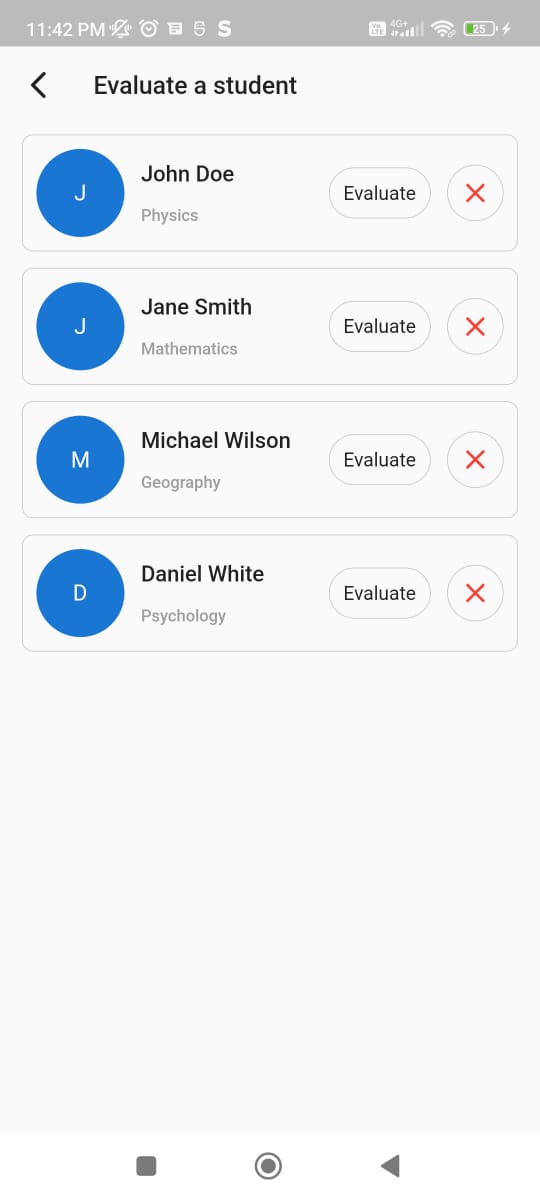 11:42 PM
4G+
25
Evaluate a student
J
John Doe
Physics
Evaluate
J
Jane Smith
Mathematics
Evaluate
M
Michael Wilson
Geography
Evaluate
D
Daniel White
Psychology
Evaluate